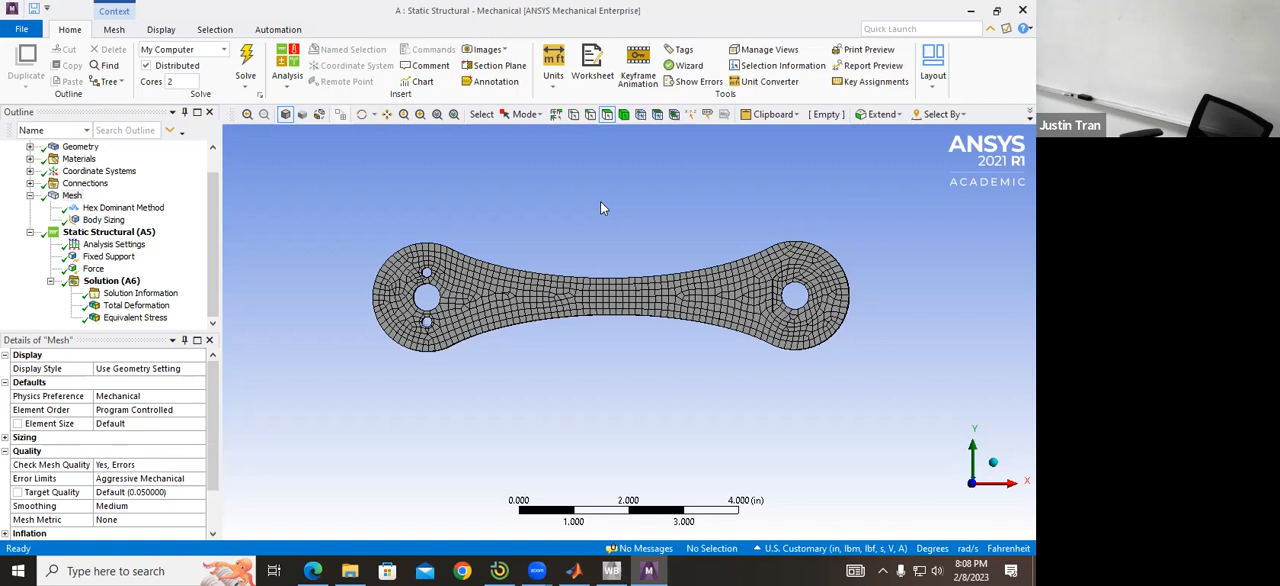 Context
A : Static Structural - Mechanical [ANSYS Mechanical Enterprise]
File Home Mesh Display Selection Automation Quick Launch
Duplicate Cut Delete My Computer Solve Analysis Named Selection Commands Images Units Worksheet Keyframe Animation Tags Manage Views Print Preview Layout
Copy Find Distributed Coordinate System Comment Section Plane Wizard Selection Information Report Preview
Paste Tree Cores 2 Remote Point Chart Annotation Show Errors Unit Converter Key Assignments
Outline Solve Insert Tools
Outline Select Mode Clipboard [ Empty ] Extend Select By
Name Search Outline
Geometry
Materials
Coordinate Systems
Connections
Mesh
Hex Dominant Method
Body Sizing
Static Structural (A5)
Analysis Settings
Fixed Support
Force
Solution (A6)
Solution Information
Total Deformation
Equivalent Stress
Details of "Mesh"
Display
Display Style Use Geometry Setting
Defaults
Physics Preference Mechanical
Element Order Program Controlled
Element Size Default
Sizing
Quality
Check Mesh Quality Yes, Errors
Error Limits Aggressive Mechanical
Target Quality Default (0.050000)
Smoothing Medium
Mesh Metric None
Inflation
ANSYS
2021 R1
ACADEMIC
Y
X
0.000 2.000 4.000 (in)
1.000 3.000
Justin Tran
Ready No Messages No Selection U.S. Customary (in, lbm, lbf, s, V, A) Degrees rad/s Fahrenheit
Type here to search
zoom
WB
M
8:08 PM
2/8/2023